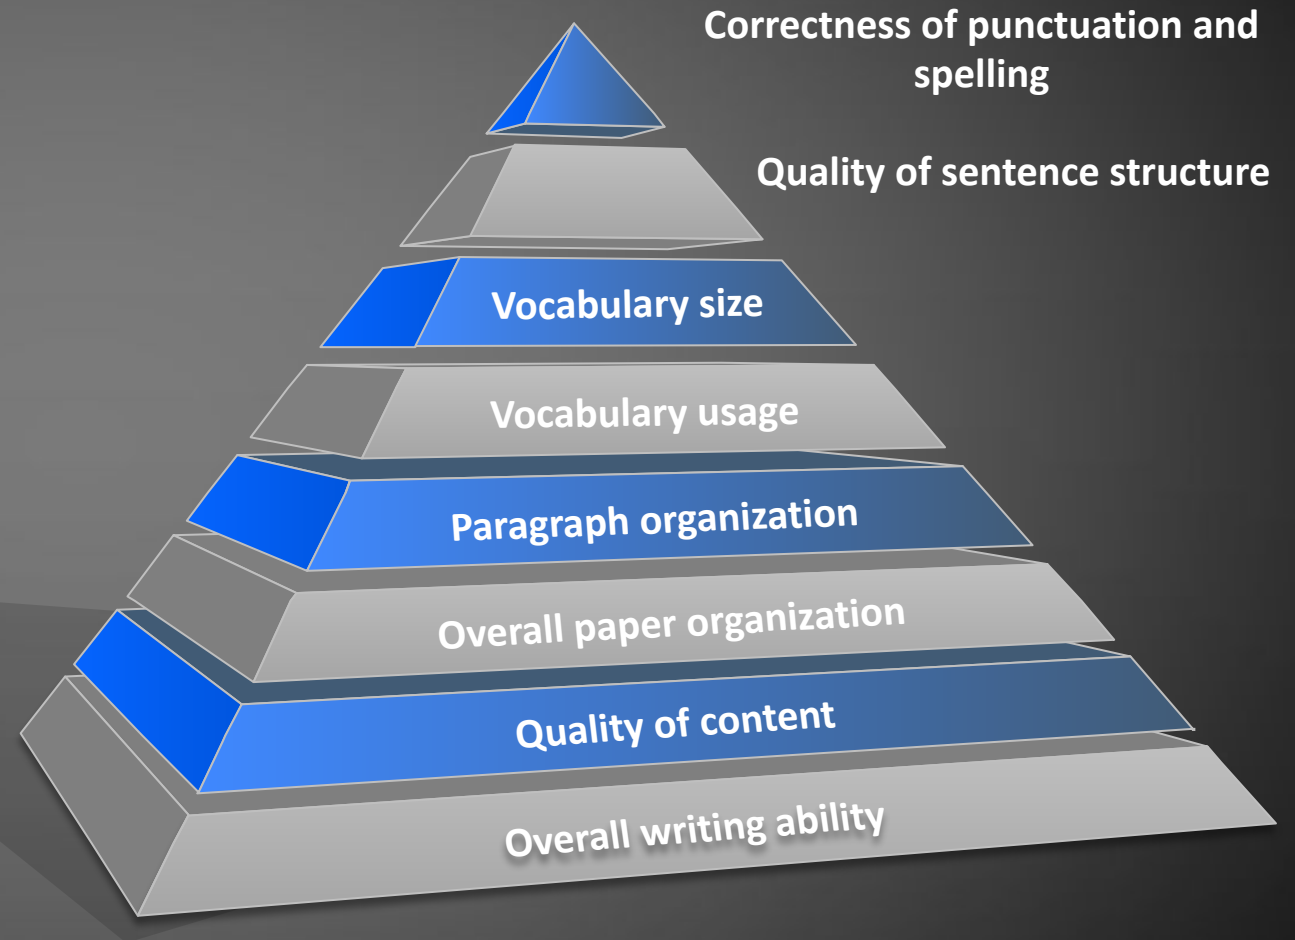 Correctness of punctuation and
spelling
Quality of sentence structure
Vocabulary size
Vocabulary usage
Paragraph organization
Overall paper organization
Quality of content
Overall writing ability